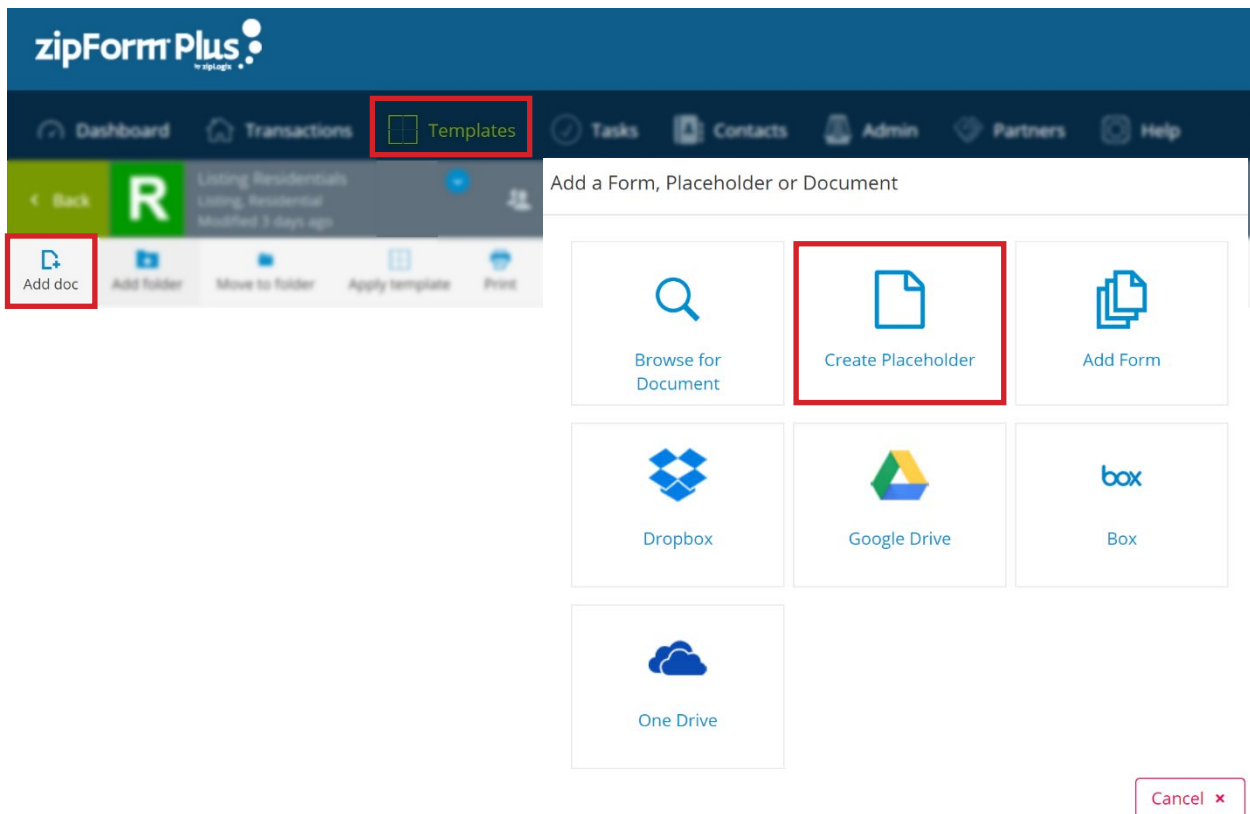 zipForm Plus
by zipLogix
Dashboard Transactions Templates Tasks Contacts Admin Partners Help
< Back
R
Listing Residentials
Listing, Residential
Modified 3 days ago
Add doc Add folder Move to folder Apply template Print
Add a Form, Placeholder or Document
Browse for
Document
Create Placeholder
Add Form
Dropbox
Google Drive
box
Box
One Drive
Cancel ×